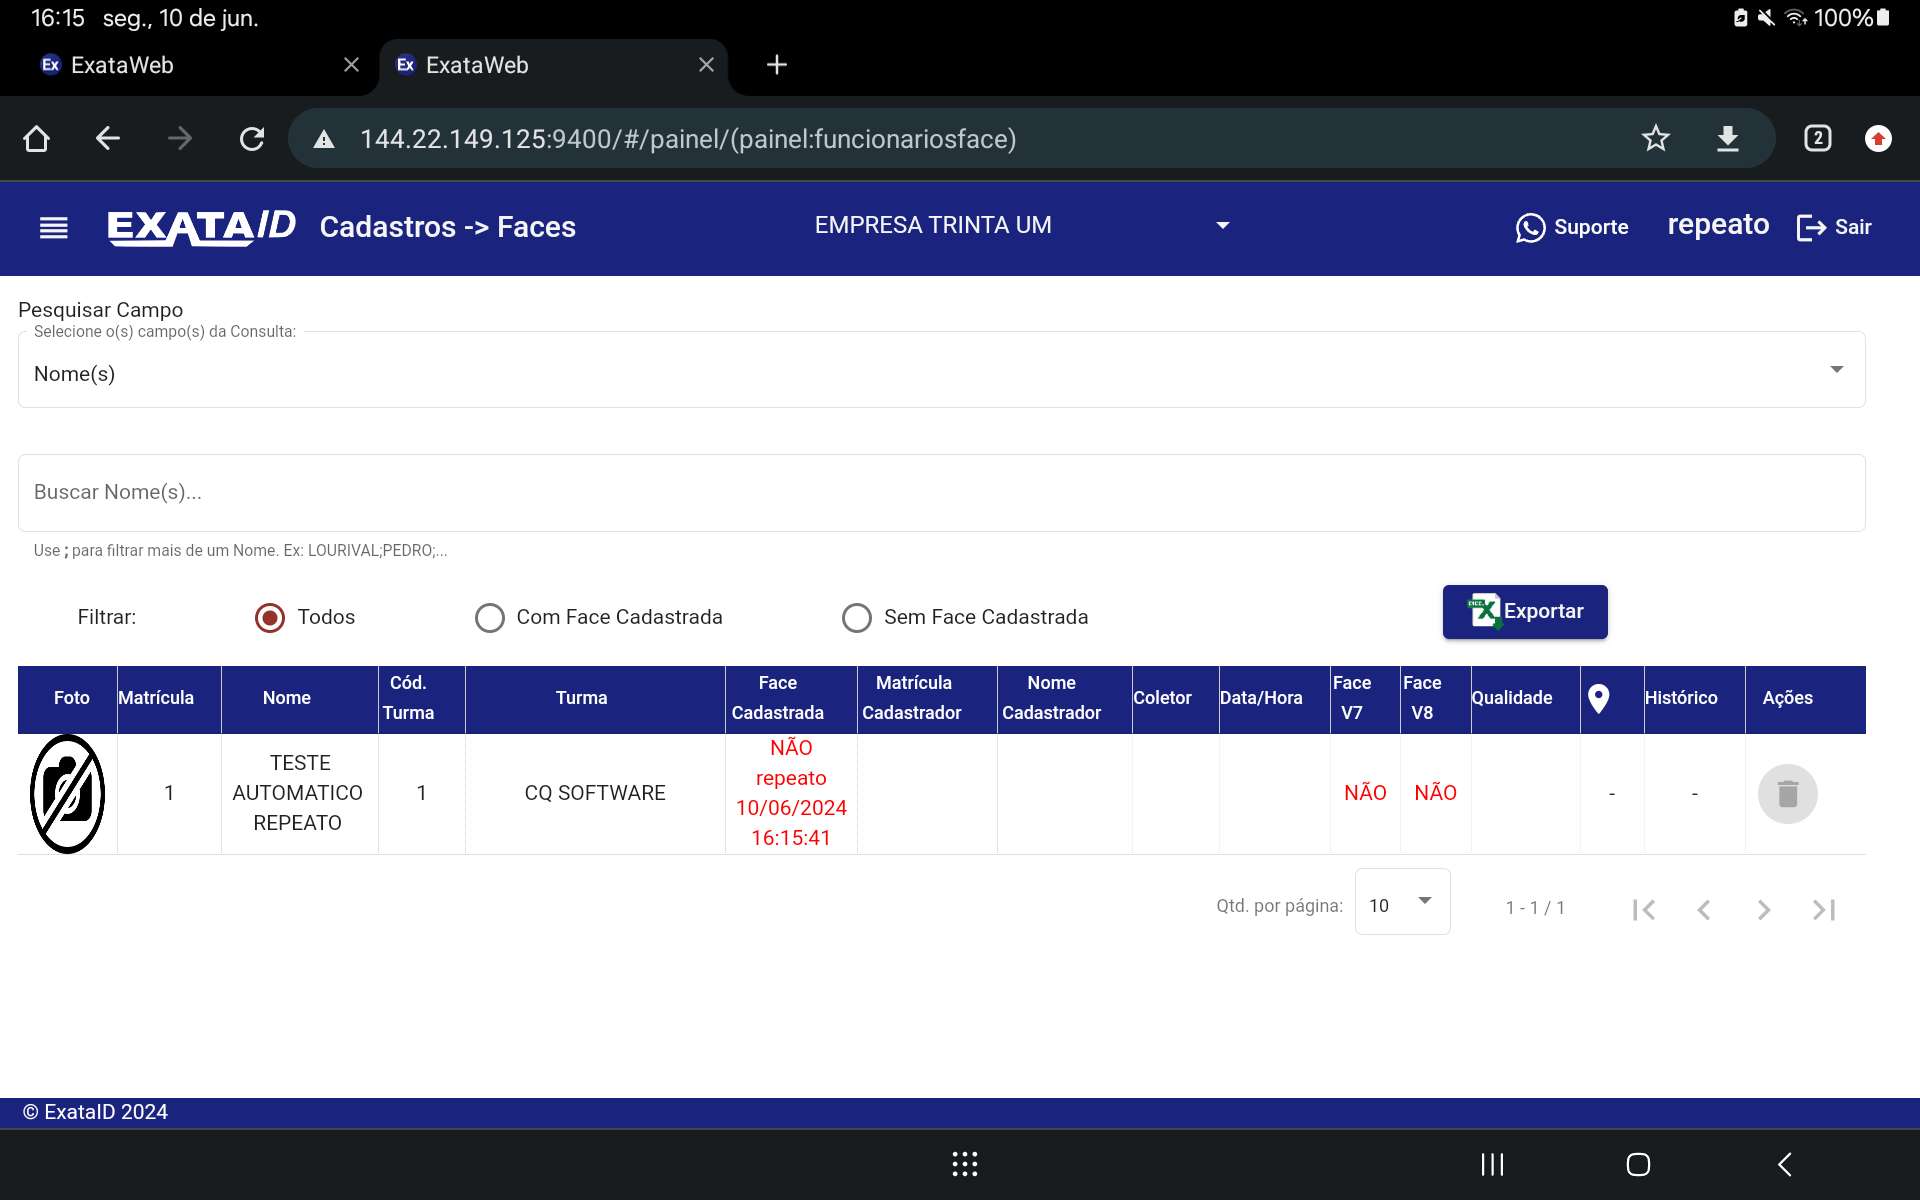 16:15 seg., 10 de jun.
100%
Ex ExataWeb
Ex ExataWeb
144.22.149.125:9400/#/painel/(painel:funcionariosface)
2
EXATAID Cadastros -> Faces
EMPRESA TRINTA UM
Suporte
repeato
Sair
Pesquisar Campo
Selecione o(s) campo(s) da Consulta:
Nome(s)
Buscar Nome(s)...
Use ; para filtrar mais de um Nome. Ex: LOURIVAL;PEDRO;...
Filtrar:
Todos
Com Face Cadastrada
Sem Face Cadastrada
Exportar
Foto
Matrícula
Nome
Cód.
Turma
Turma
Face
Cadastrada
Matrícula
Cadastrador
Nome
Cadastrador
Coletor
Data/Hora
Face
V7
Face
V8
Qualidade
Histórico
Ações
1
TESTE
AUTOMATICO
REPEATO
1
CQ SOFTWARE
NÃO
repeato
10/06/2024
16:15:41
NÃO
NÃO
-
-
Qtd. por página:
10
1 - 1 / 1
© ExataID 2024